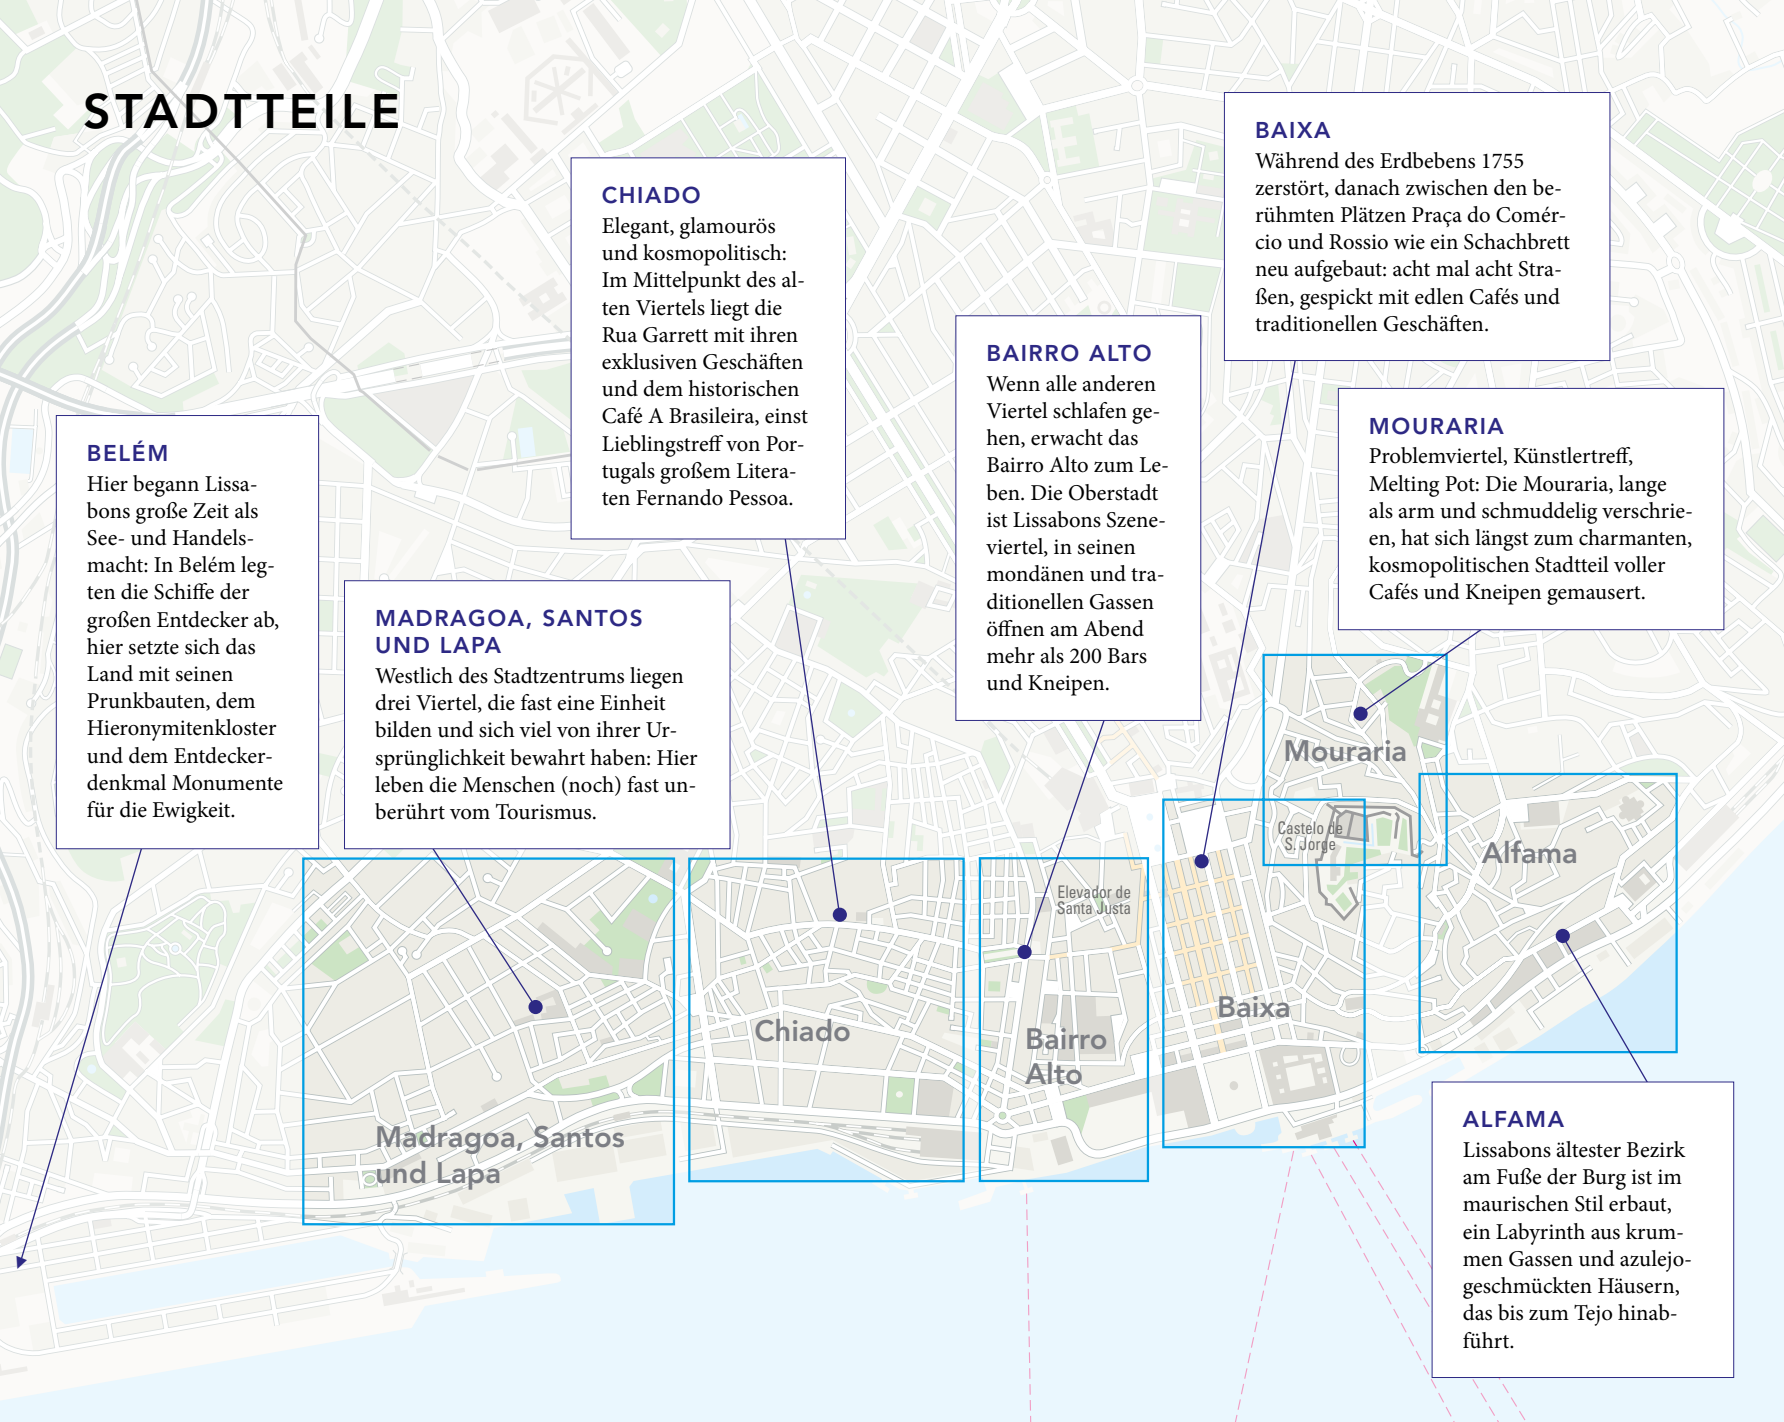 STADTTEILE
BAIXA
Während des Erdbebens 1755
zerstört, danach zwischen den be-
rühmten Plätzen Praça do Comér-
cio und Rossio wie ein Schachbrett
neu aufgebaut: acht mal acht Stra-
ßen, gespickt mit edlen Cafés und
traditionellen Geschäften.
CHIADO
Elegant, glamourös
und kosmopolitisch:
Im Mittelpunkt des al-
ten Viertels liegt die
Rua Garrett mit ihren
exklusiven Geschäften
und dem historischen
Café A Brasileira, einst
Lieblingstreff von Por-
tugals großem Litera-
ten Fernando Pessoa.
BAIRRO ALTO
Wenn alle anderen
Viertel schlafen ge-
hen, erwacht das
Bairro Alto zum Le-
ben. Die Oberstadt
ist Lissabons Szene-
viertel, in seinen
mondänen und tra-
ditionellen Gassen
öffnen am Abend
mehr als 200 Bars
und Kneipen.
MOURARIA
Problemviertel, Künstlertreff,
Melting Pot: Die Mouraria, lange
als arm und schmuddelig verschrie-
en, hat sich längst zum charmanten,
kosmopolitischen Stadtteil voller
Cafés und Kneipen gemausert.
BELÉM
Hier begann Lissa-
bons große Zeit als
See- und Handels-
macht: In Belém leg-
ten die Schiffe der
großen Entdecker ab,
hier setzte sich das
Land mit seinen
Prunkbauten, dem
Hieronymitenkloster
und dem Entdecker-
denkmal Monumente
für die Ewigkeit.
MADRAGOA, SANTOS
UND LAPA
Westlich des Stadtzentrums liegen
drei Viertel, die fast eine Einheit
bilden und sich viel von ihrer Ur-
sprünglichkeit bewahrt haben: Hier
leben die Menschen (noch) fast un-
berührt vom Tourismus.
Mouraria
Castelo de
S. Jorge
Alfama
Elevador de
Santa Justa
Baixa
Chiado
Bairro
Alto
Madragoa, Santos
und Lapa
ALFAMA
Lissabons ältester Bezirk
am Fuße der Burg ist im
maurischen Stil erbaut,
ein Labyrinth aus krum-
men Gassen und azulejo-
geschmückten Häusern,
das bis zum Tejo hinab-
führt.